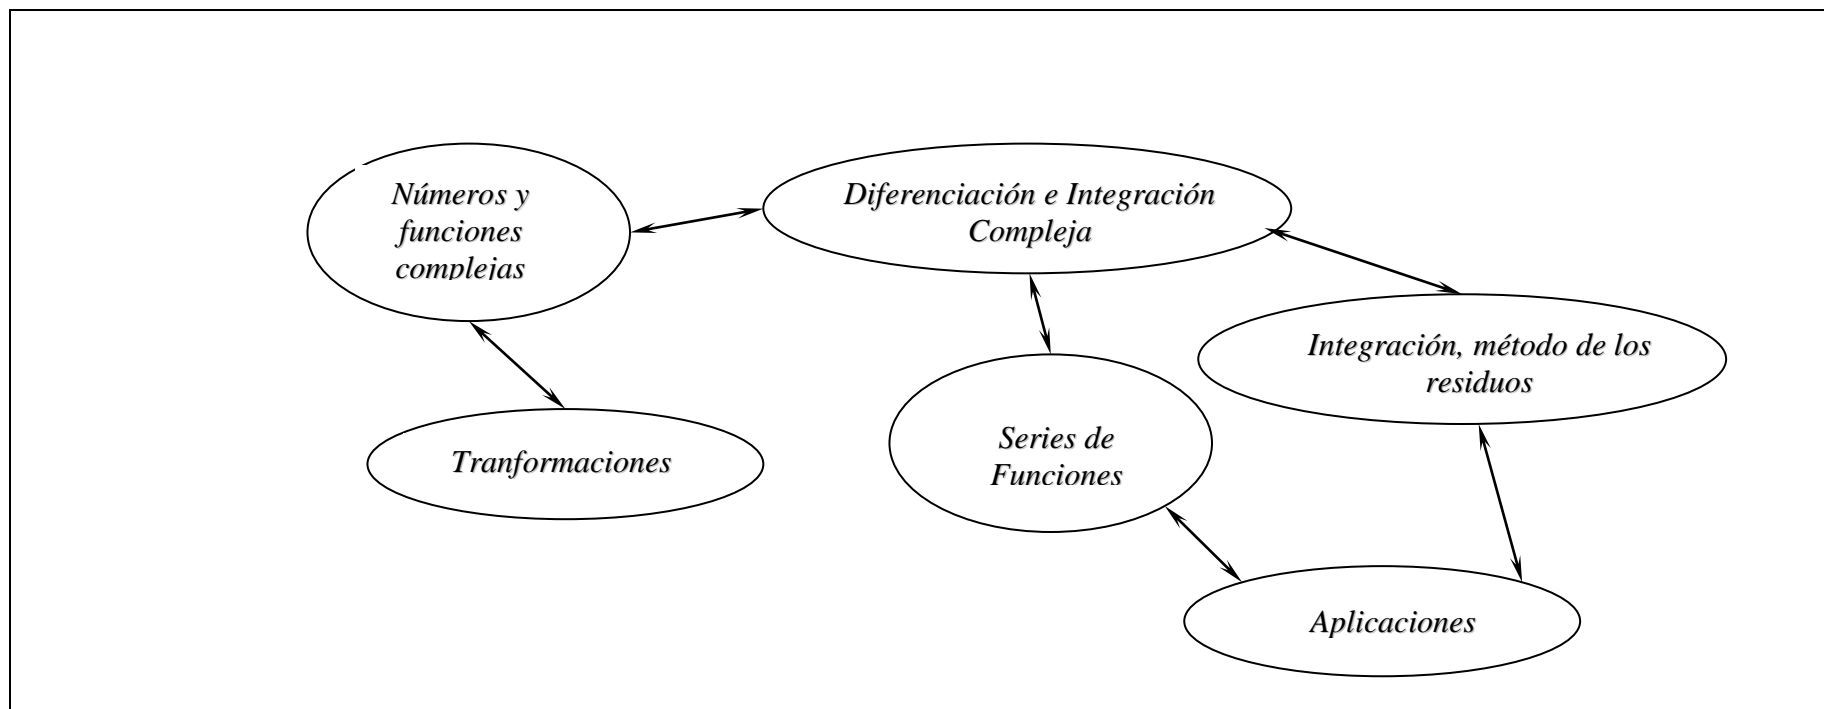 Números y
funciones
complejas
Diferenciación e Integración
Compleja
Integración, método de los
residuos
Tranformaciones
Series de
Funciones
Aplicaciones